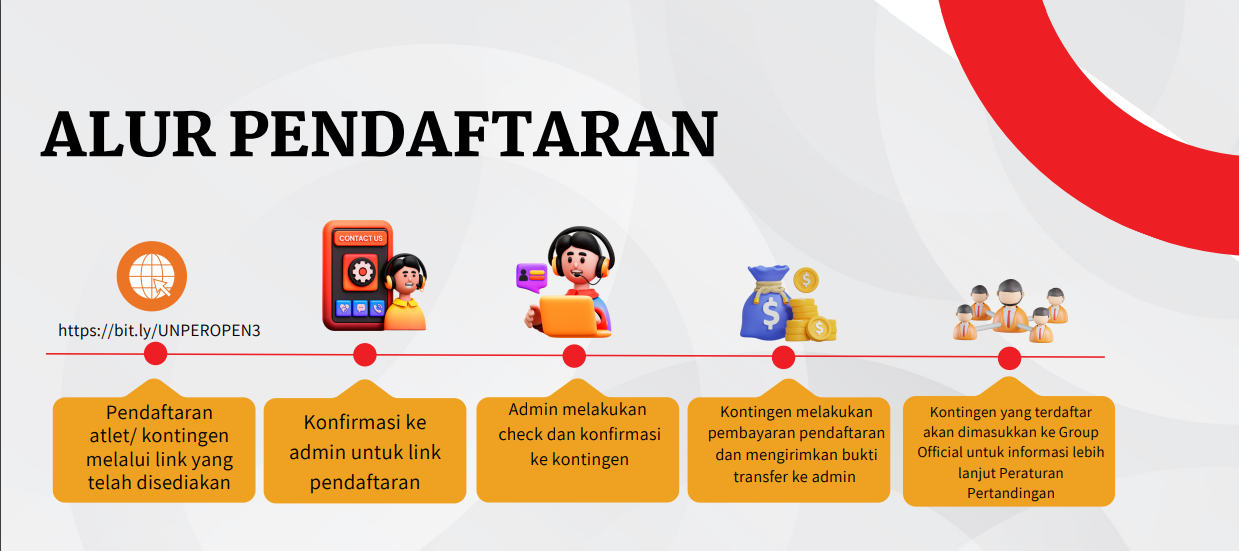 ALUR PENDAFTARAN
CONTACT US
https://bit.ly/UNPEROPEN3
Pendaftaran
atlet/ kontingen
melalui link yang
telah disediakan
Konfirmasi ke
admin untuk link
pendaftaran
Admin melakukan
check dan konfirmasi
ke kontingen
Kontingen melakukan
pembayaran pendaftaran
dan mengirimkan bukti
transfer ke admin
Kontingen yang terdaftar
akan dimasukkan ke Group
Official untuk informasi lebih
lanjut Peraturan
Pertandingan